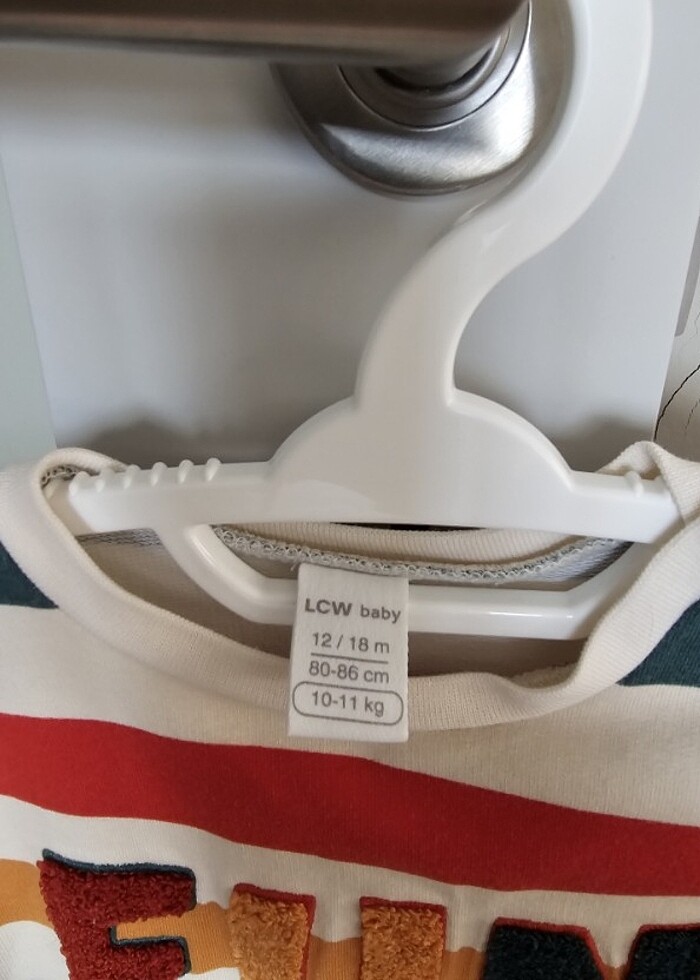 LCW baby
12 / 18 m
80-86 cm
10-11 kg